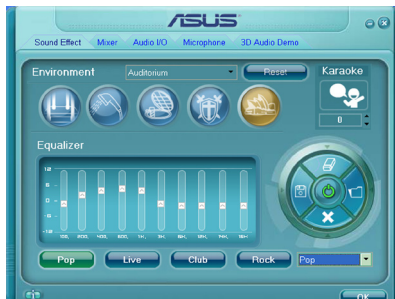 ASUS
Sound Effect Mixer Audio I/O Microphone 3D Audio Demo
Environment Auditorium Reset Karaoke
0
Equalizer
Pop Live Club Rock Pop
OK